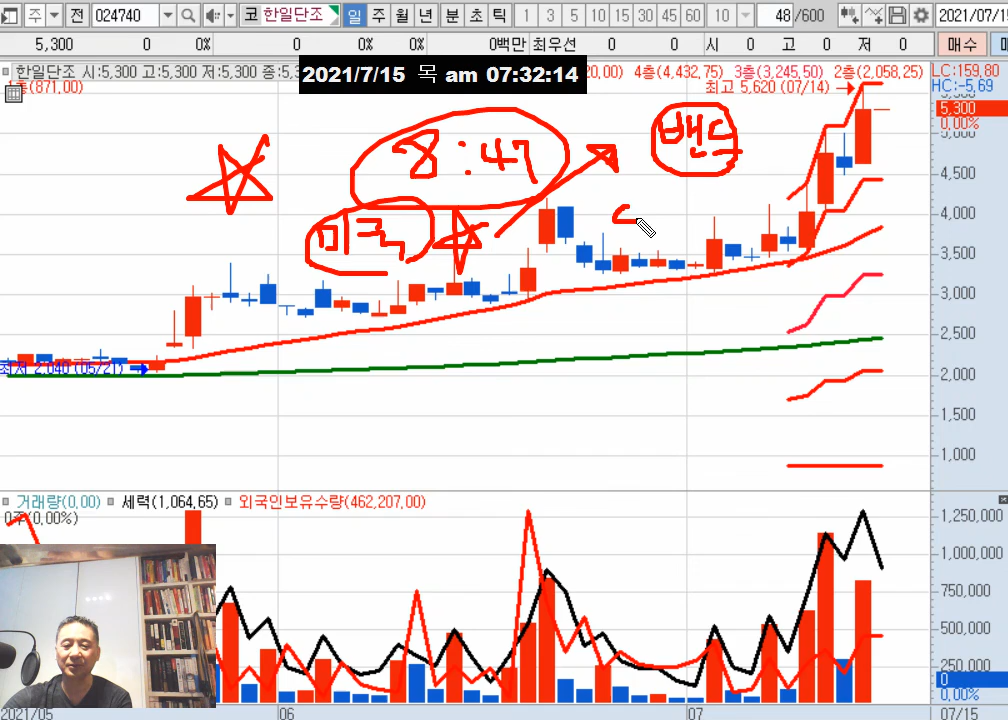 주 전 024740 코 한일단조 일 주 월 년 분 초 틱 1 3 5 10 15 30 45 60 10 48 /600 2021/07/1
5,300 0 0% 0 0% 0% 0백만 최우선 0 0 시 0 고 0 저 0 매수
한일단조 시:5,300 고:5,300 저:5,300 종:5,3 4층(4,432,75) 3층(3,245,50) 2층(2,058,25) LC:159,80
2021/7/15 목 am 07:32:14
층(871,00) 최고 5,620 (07/14) HC:-5,69
5,300
0,00%
5,000
4,500
4,000
3,500
3,000
2,500
2,000
1,500
1,000
8:47
밴드
미국
최저 2,040 (05/21)
거래량(0,00) 세력(1,064,65) 외국인보유수량(462,207,00)
0주(0,00%)
1,250,000
1,000,000
750,000
500,000
250,000
0
0,00%
2021/05 06 07 07/15